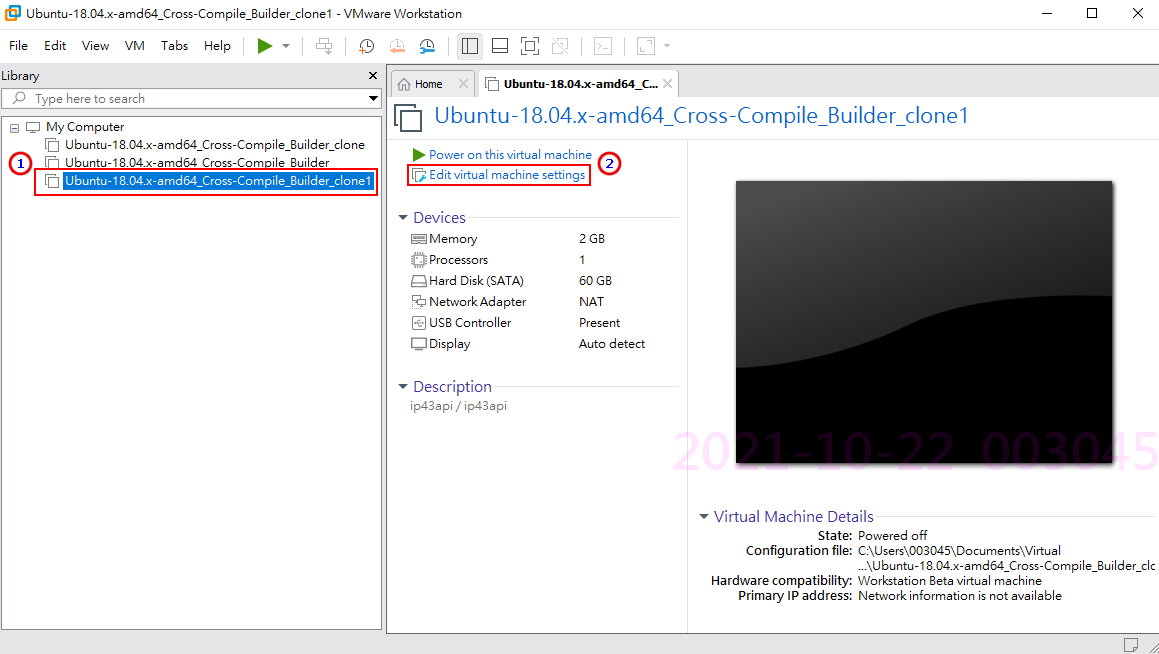 Ubuntu-18.04.x-amd64_Cross-Compile_Builder_clone1 - VMware Workstation
File Edit View VM Tabs Help
Library
Type here to search
My Computer
Ubuntu-18.04.x-amd64_Cross-Compile_Builder_clone
1
Ubuntu-18.04.x-amd64_Cross-Compile_Builder
Ubuntu-18.04.x-amd64_Cross-Compile_Builder_clone1
Home
Ubuntu-18.04.x-amd64_C...
Ubuntu-18.04.x-amd64_Cross-Compile_Builder_clone1
Power on this virtual machine
2
Edit virtual machine settings
Devices
Memory 2 GB
Processors 1
Hard Disk (SATA) 60 GB
Network Adapter NAT
USB Controller Present
Display Auto detect
Description
ip43api / ip43api
2021-10-22 003045
Virtual Machine Details
State: Powered off
Configuration file: C:\Users\003045\Documents\Virtual
...\Ubuntu-18.04.x-amd64_Cross-Compile_Builder_clc
Hardware compatibility: Workstation Beta virtual machine
Primary IP address: Network information is not available